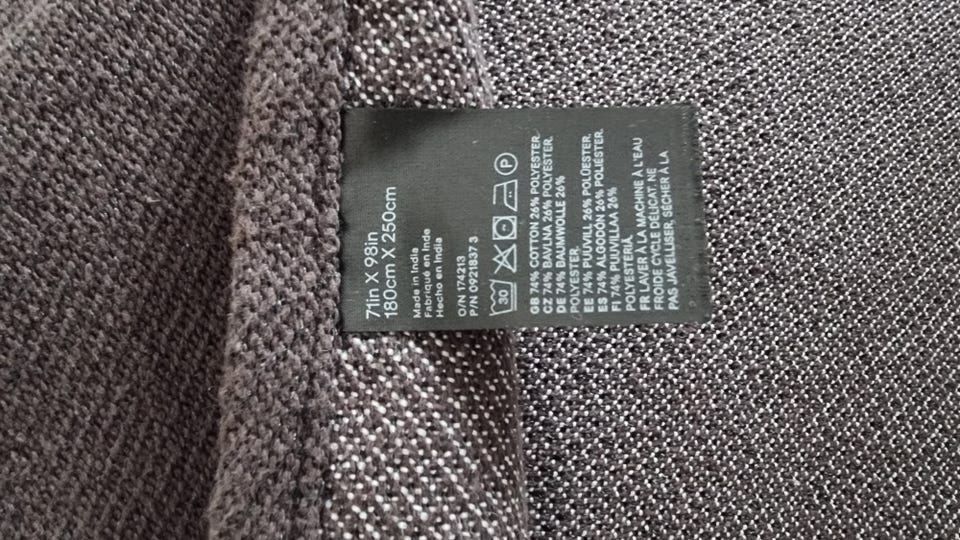 71in X 98in
180cm X 250cm
Made in India
Fabriqué en Inde
Hecho en India
O/N 174213
P/N 0921837 3
30 P
GB 74% COTTON 26% POLYESTER.
CZ 74% BAVLNA 26% POLYESTER.
DE 74% BAUMWOLLE 26%
POLYESTER.
EE 74% PUUVILL 26% POLÜESTER.
ES 74% ALGODÓN 26% POLIÉSTER.
FI 74% PUUVILLAA 26%
POLYESTERIÄ
FR LAVER À LA MACHINE À L'EAU
FROIDE CYCLE DÉLICAT. NE
PAS JAVELLISER, SÉCHER À LA